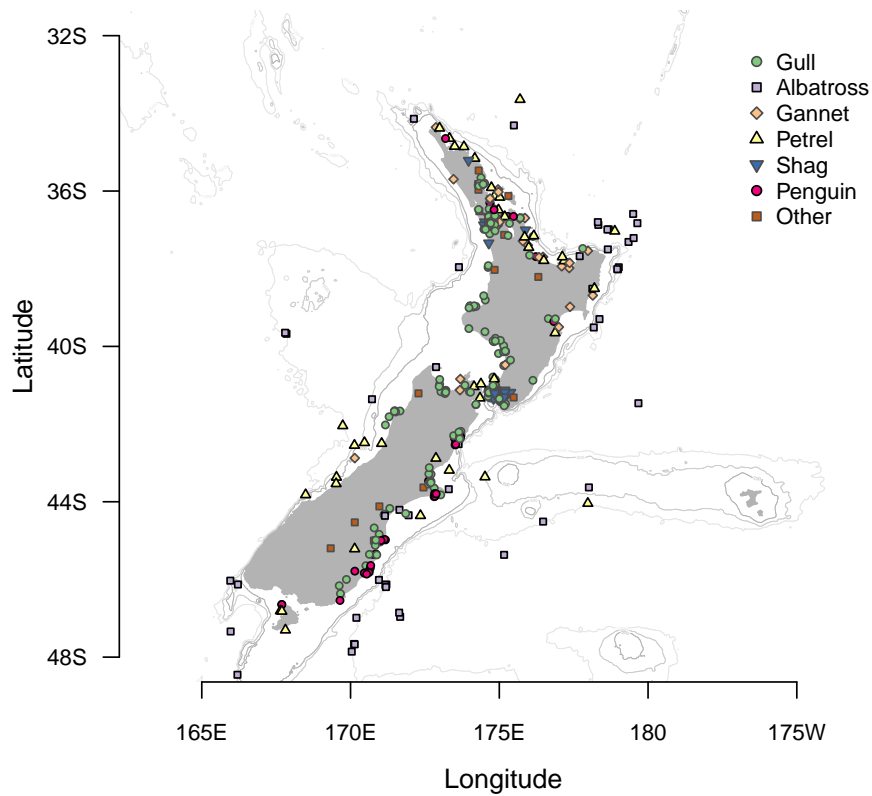 32S
36S
40S
44S
48S
Latitude
Gull
Albatross
Gannet
Petrel
Shag
Penguin
Other
165E 170E 175E 180 175W
Longitude